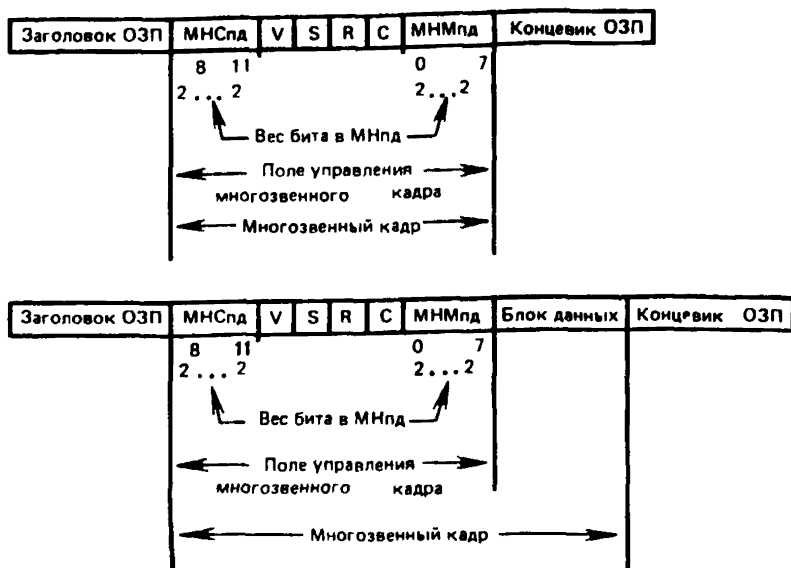 Заголовок ОЗП МНСпд V S R C МНМпд Концевик ОЗП
8 11 0 7
2...2 2...2
Вес бита в МНпд
Поле управления
многозвенного кадра
Многозвенный кадр
Заголовок ОЗП МНСпд V S R C МНМпд Блок данных Концевик ОЗП
8 11 0 7
2...2 2...2
Вес бита в МНпд
Поле управления
многозвенного кадра
Многозвенный кадр